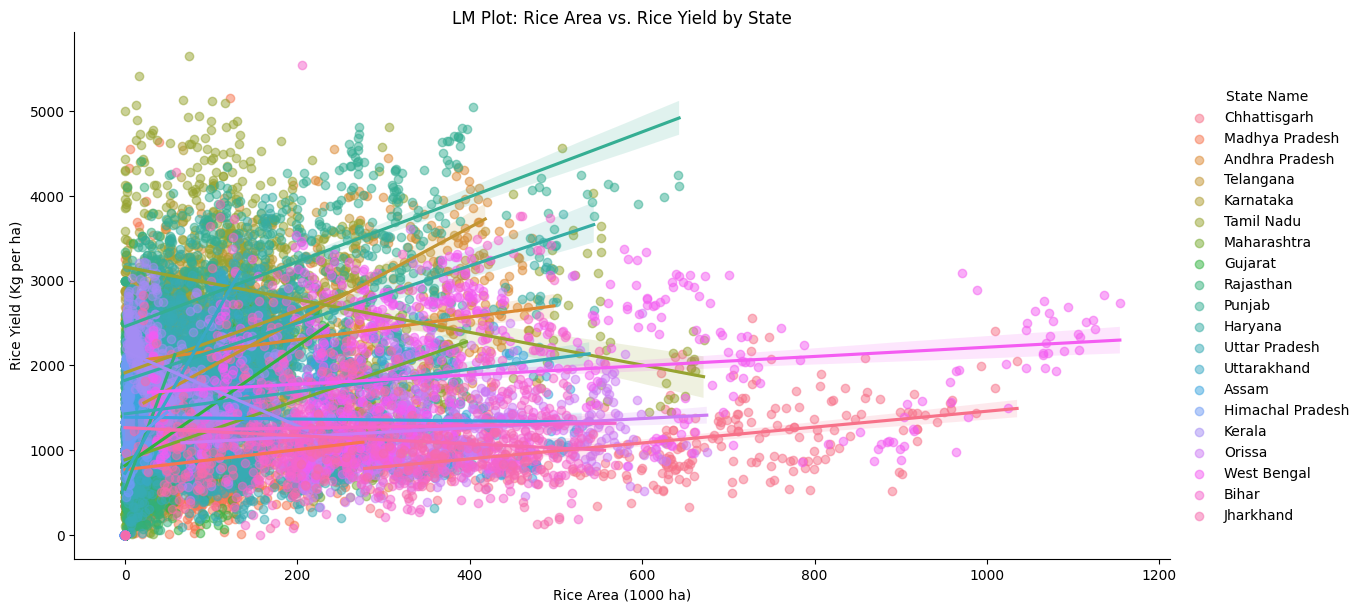 LM Plot: Rice Area vs. Rice Yield by State
Rice Yield (Kg per ha)
5000
4000
3000
2000
1000
0
0 200 400 600 800 1000 1200
Rice Area (1000 ha)
State Name
Chhattisgarh
Madhya Pradesh
Andhra Pradesh
Telangana
Karnataka
Tamil Nadu
Maharashtra
Gujarat
Rajasthan
Punjab
Haryana
Uttar Pradesh
Uttarakhand
Assam
Himachal Pradesh
Kerala
Orissa
West Bengal
Bihar
Jharkhand